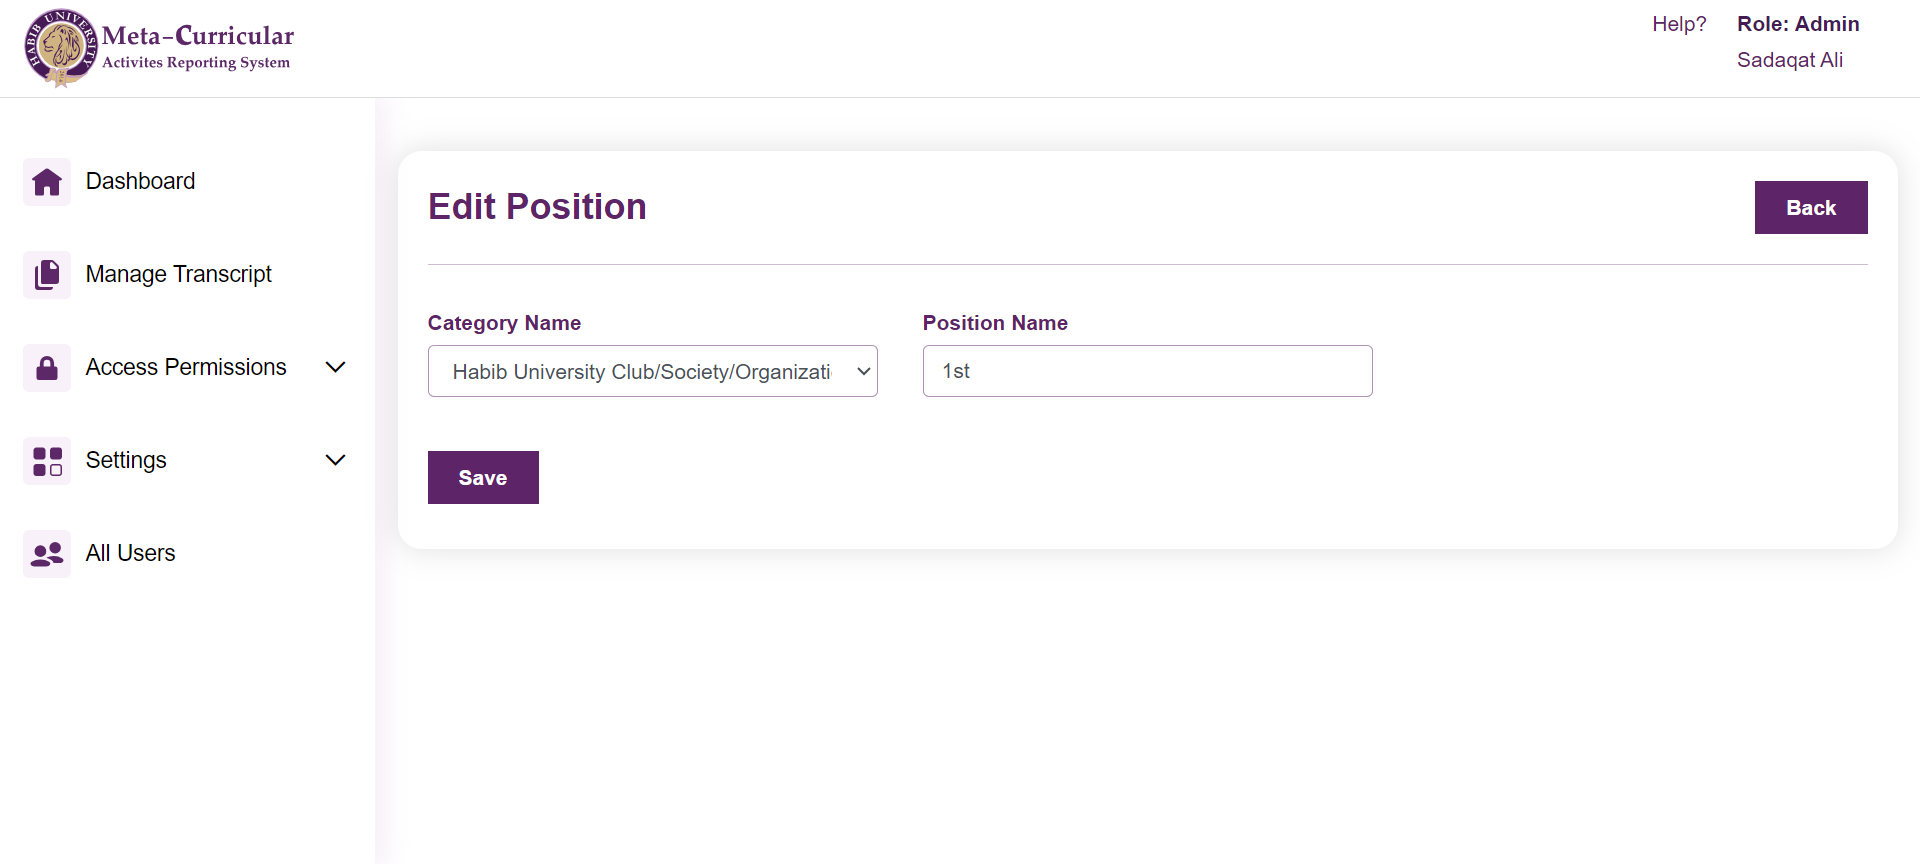 HABIB UNIVERSITY
Meta-Curricular
Activites Reporting System
Help?
Role: Admin
Sadaqat Ali
Dashboard
Manage Transcript
Access Permissions
Settings
All Users
Edit Position
Back
Category Name
Position Name
Habib University Club/Society/Organizati
1st
Save